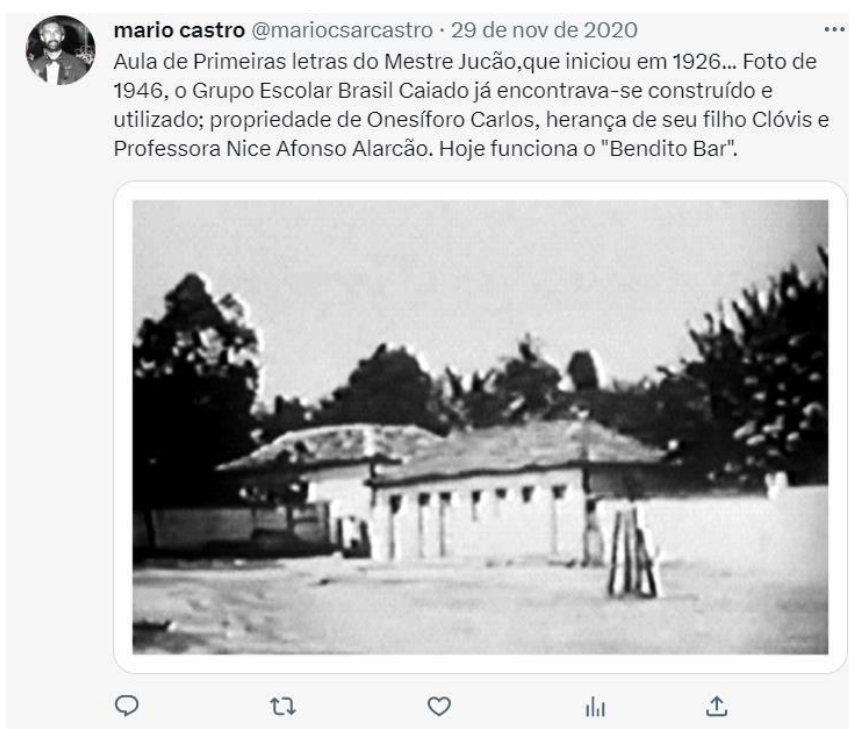 mario castro @mariocsarcastro · 29 de nov de 2020
Aula de Primeiras letras do Mestre Jucão,que iniciou em 1926... Foto de
1946, o Grupo Escolar Brasil Caiado já encontrava-se construído e
utilizado; propriedade de Onesíforo Carlos, herança de seu filho Clóvis e
Professora Nice Afonso Alarcão. Hoje funciona o "Bendito Bar".